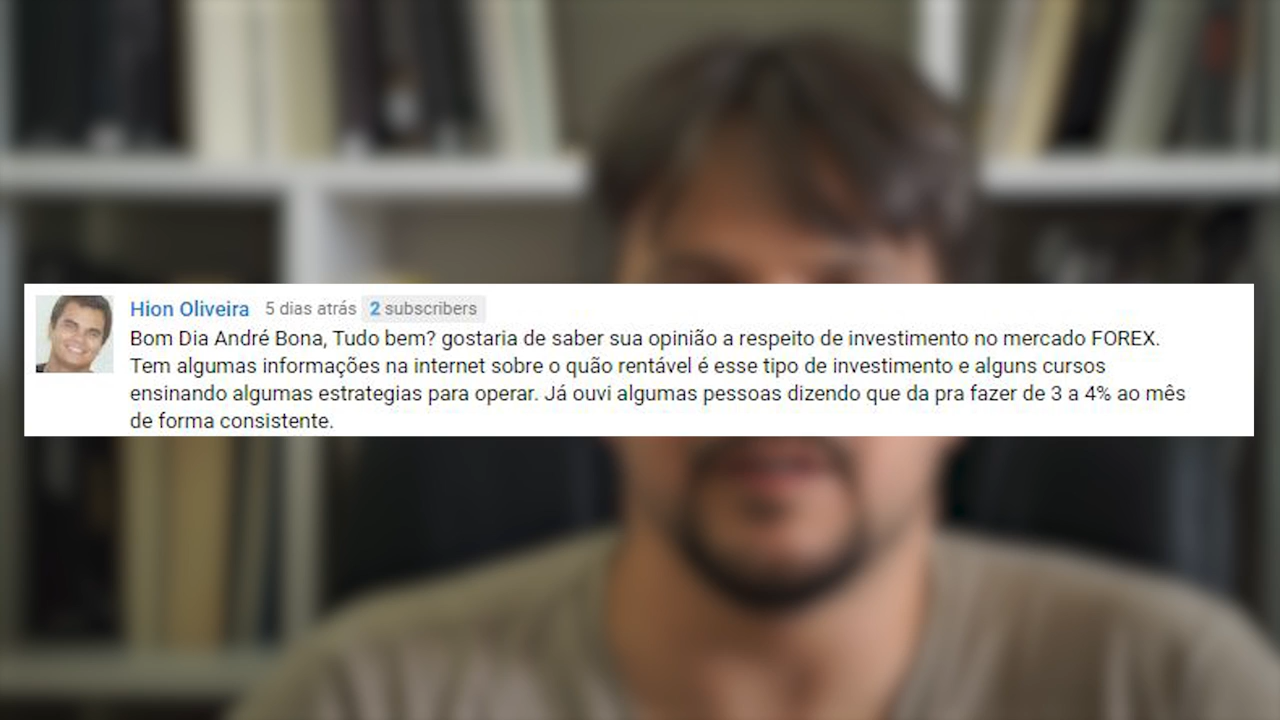 Hion Oliveira 5 dias atrás 2 subscribers
Bom Dia André Bona, Tudo bem? gostaria de saber sua opinião a respeito de investimento no mercado FOREX.
Tem algumas informações na internet sobre o quão rentável é esse tipo de investimento e alguns cursos
ensinando algumas estrategias para operar. Já ouvi algumas pessoas dizendo que da pra fazer de 3 a 4% ao mês
de forma consistente.